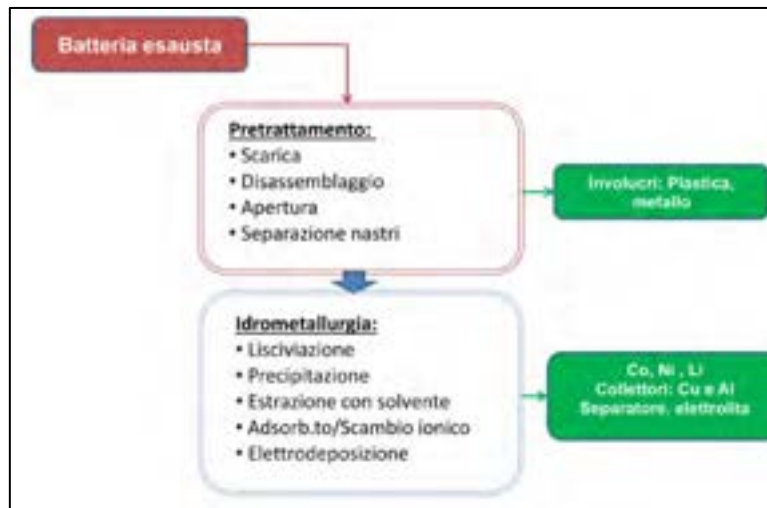 Batteria esausta
Pretrattamento:
• Scarica
• Disassemblaggio
• Apertura
• Separazione nastri
Involucri: Plastica,
metallo
Idrometallurgia:
• Lisciviazione
• Precipitazione
• Estrazione con solvente
• Adsorb.to/Scambio ionico
• Elettrodeposizione
Co, Ni , Li
Collettori: Cu e Al
Separatore, elettrolita